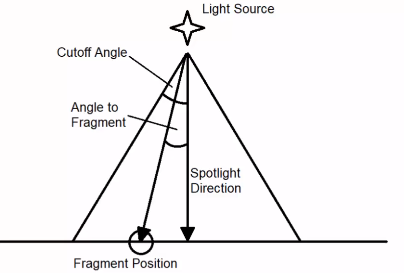 Light Source
Cutoff Angle
Angle to
Fragment
Spotlight
Direction
Fragment Position